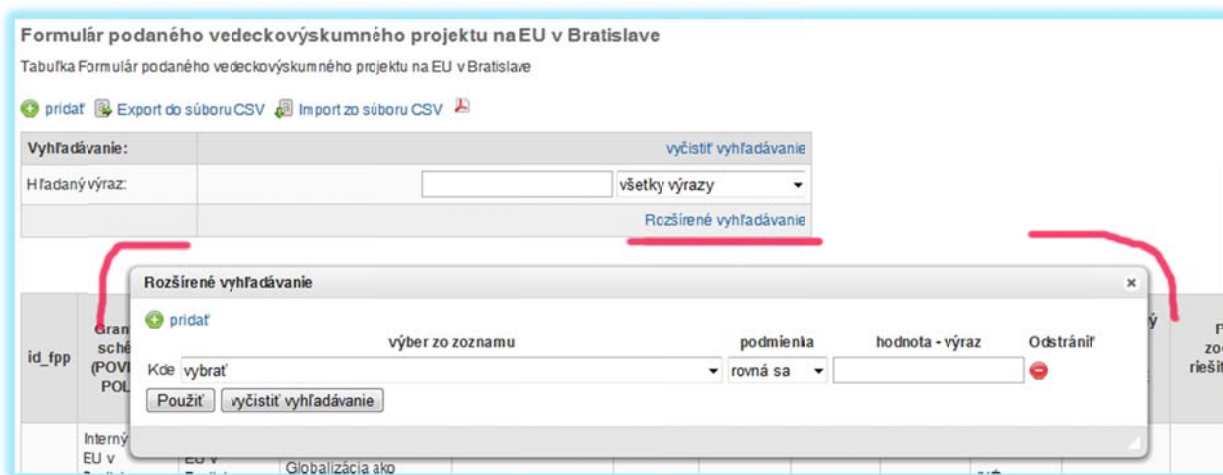 Formulár podaného vedeckovýskumného projektu na EU v Bratislave
Tabuľka Formulár podaného vedeckovýskumného projektu na EU v Bratislave
pridať Export do súboru CSV Import zo súboru CSV
Vyhľadávanie: vyčistiť vyhľadávanie
Hľadaný výraz: všetky výrazy
Rozšírené vyhľadávanie
Rozšírené vyhľadávanie
pridať
výber zo zoznamu podmienka hodnota - výraz Odstrániť
Kde vybrať rovná sa
Použiť vyčistiť vyhľadávanie
id_fpp
Interný
EU v EU v
Globalizácia ako